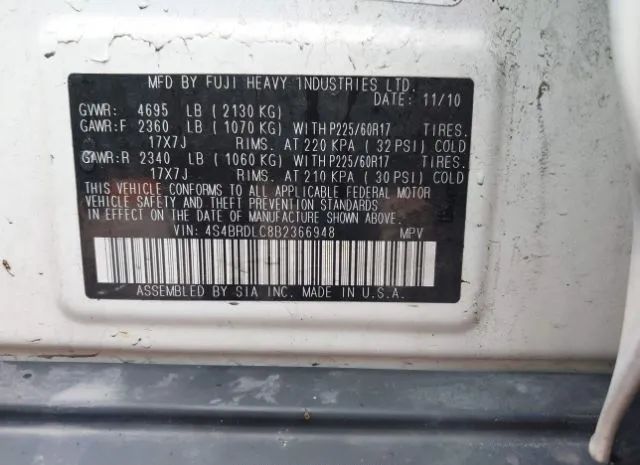 MFD BY FUJI HEAVY INDUSTRIES LTD.
DATE: 11/10
GVWR: 4695 LB ( 2130 KG)
GAWR:F 2360 LB ( 1070 KG) WITH P225/60R17 TIRES.
17X7J RIMS. AT 220 KPA ( 32 PSI) COLD
GAWR:R 2340 LB ( 1060 KG) WITH P225/60R17 TIRES.
17X7J RIMS. AT 210 KPA ( 30 PSI) COLD
THIS VEHICLE CONFORMS TO ALL APPLICABLE FEDERAL MOTOR
VEHICLE SAFETY AND THEFT PREVENTION STANDARDS
IN EFFECT ON THE DATE OF MANUFACTURE SHOWN ABOVE.
VIN: 4S4BRDLC8B2366948 MPV
ASSEMBLED BY SIA INC. MADE IN U.S.A.